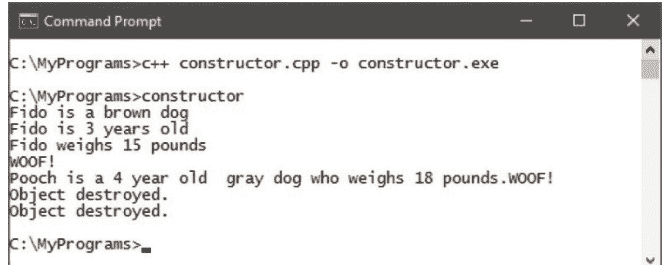 Command Prompt
C:\MyPrograms>c++ constructor.cpp -o constructor.exe
C:\MyPrograms>constructor
Fido is a brown dog
Fido is 3 years old
Fido weighs 15 pounds
WOOF!
Pooch is a 4 year old  gray dog who weighs 18 pounds.WOOF!
Object destroyed.
Object destroyed.
C:\MyPrograms>